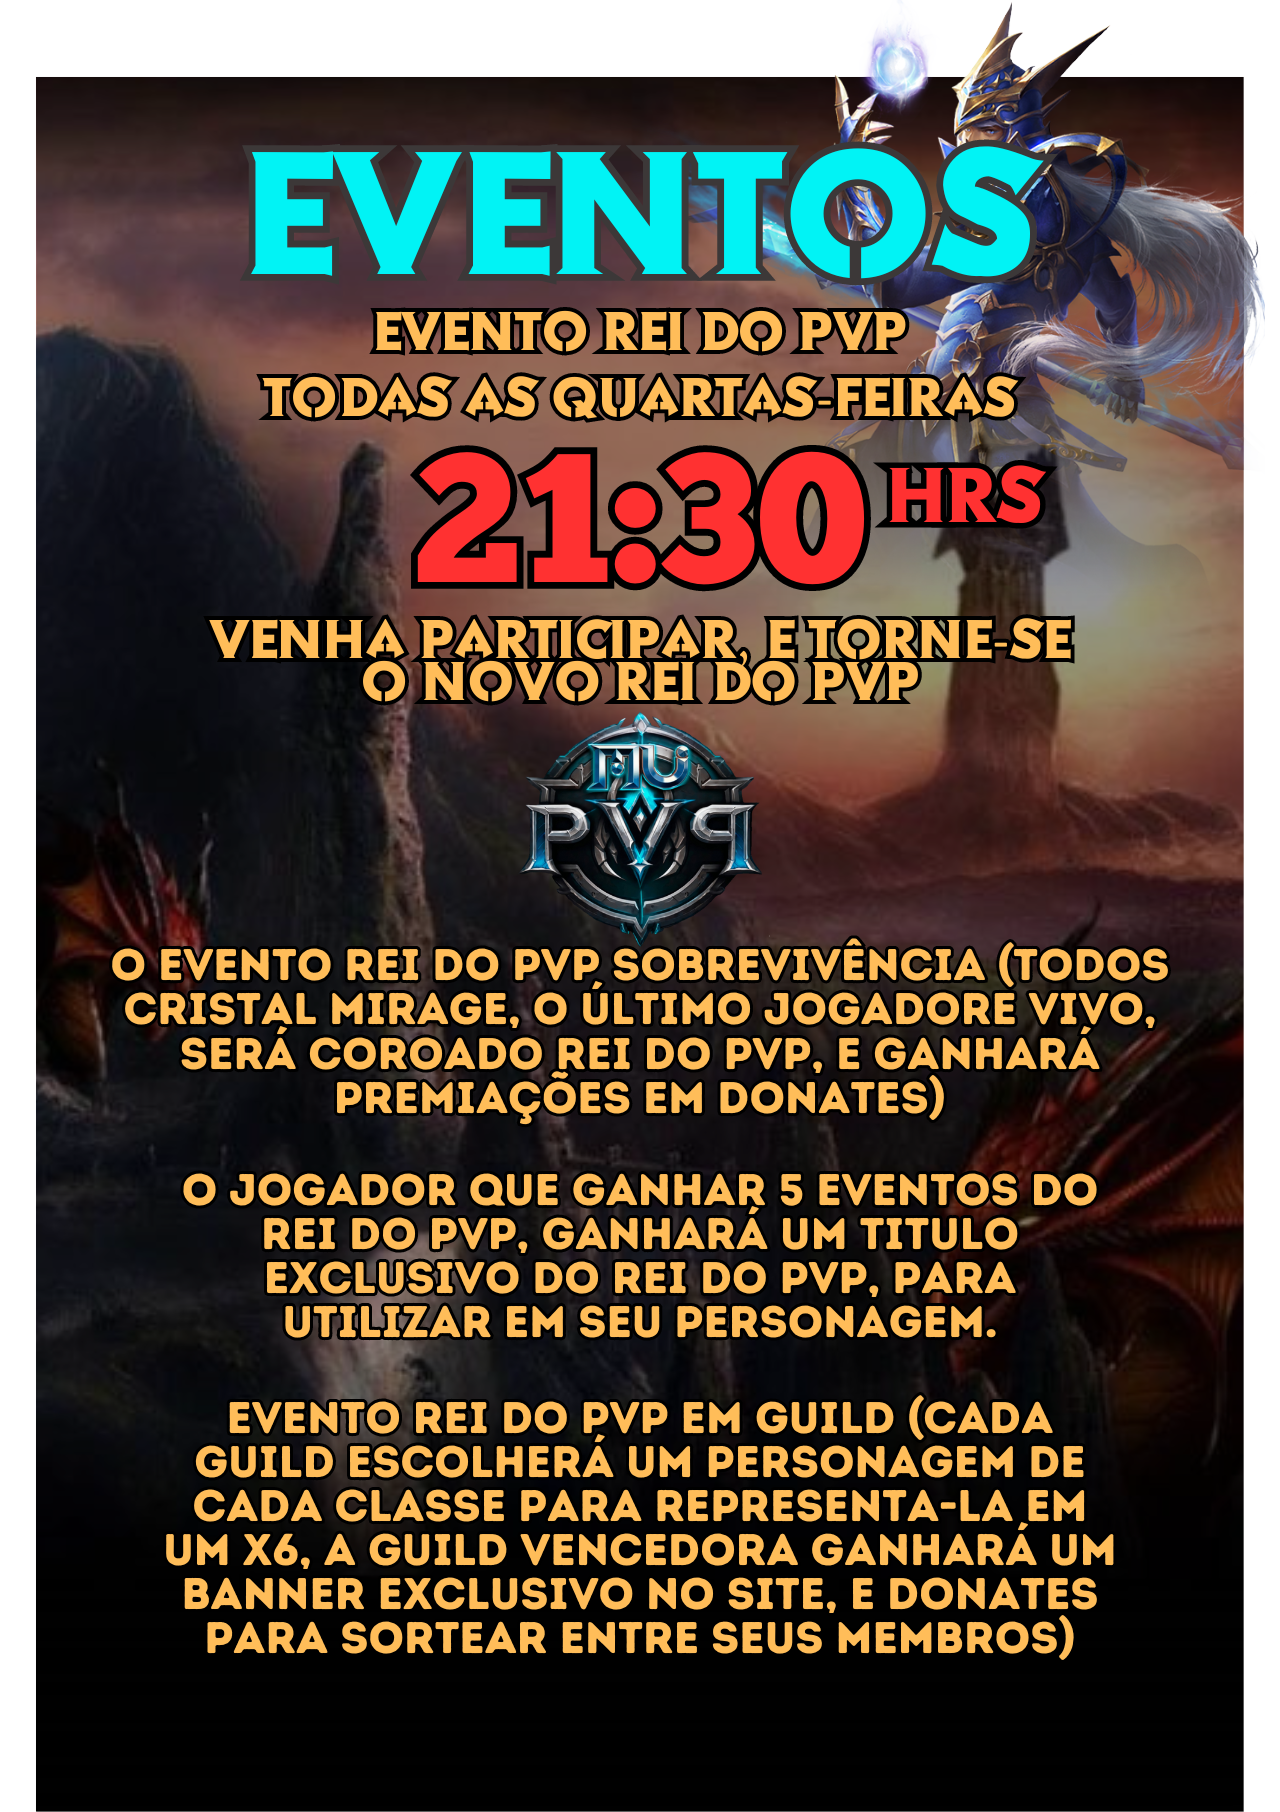 EVENTOS
EVENTO REI DO PVP
TODAS AS QUARTAS-FEIRAS
21:30 HRS
VENHA PARTICIPAR, E TORNE-SE
O NOVO REI DO PVP
MU
PVP
O EVENTO REI DO PVP SOBREVIVÊNCIA (TODOS
CRISTAL MIRAGE, O ÚLTIMO JOGADORE VIVO,
SERÁ COROADO REI DO PVP, E GANHARÁ
PREMIAÇÕES EM DONATES)
O JOGADOR QUE GANHAR 5 EVENTOS DO
REI DO PVP, GANHARÁ UM TITULO
EXCLUSIVO DO REI DO PVP, PARA
UTILIZAR EM SEU PERSONAGEM.
EVENTO REI DO PVP EM GUILD (CADA
GUILD ESCOLHERÁ UM PERSONAGEM DE
CADA CLASSE PARA REPRESENTA-LA EM
UM X6, A GUILD VENCEDORA GANHARÁ UM
BANNER EXCLUSIVO NO SITE, E DONATES
PARA SORTEAR ENTRE SEUS MEMBROS)